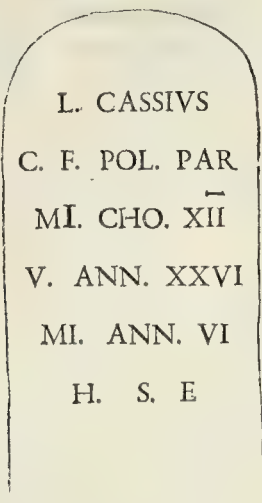 L. CASSIVS
C. F. POL. PAR
MI. CHO. XII
V. ANN. XXVI
MI. ANN. VI
H. S. E